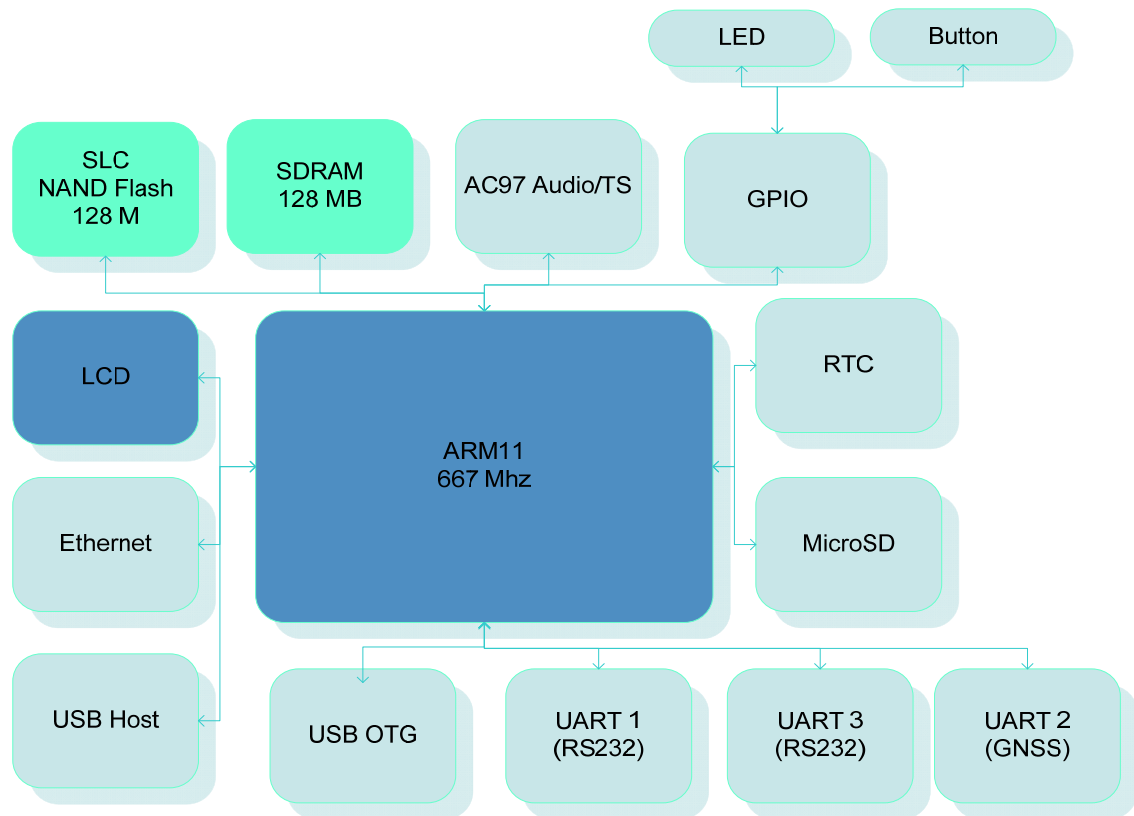 LED
Button
SLC
NAND Flash
128 M
SDRAM
128 MB
AC97 Audio/TS
GPIO
LCD
ARM11
667 Mhz
RTC
Ethernet
MicroSD
USB Host
USB OTG
UART 1
(RS232)
UART 3
(RS232)
UART 2
(GNSS)